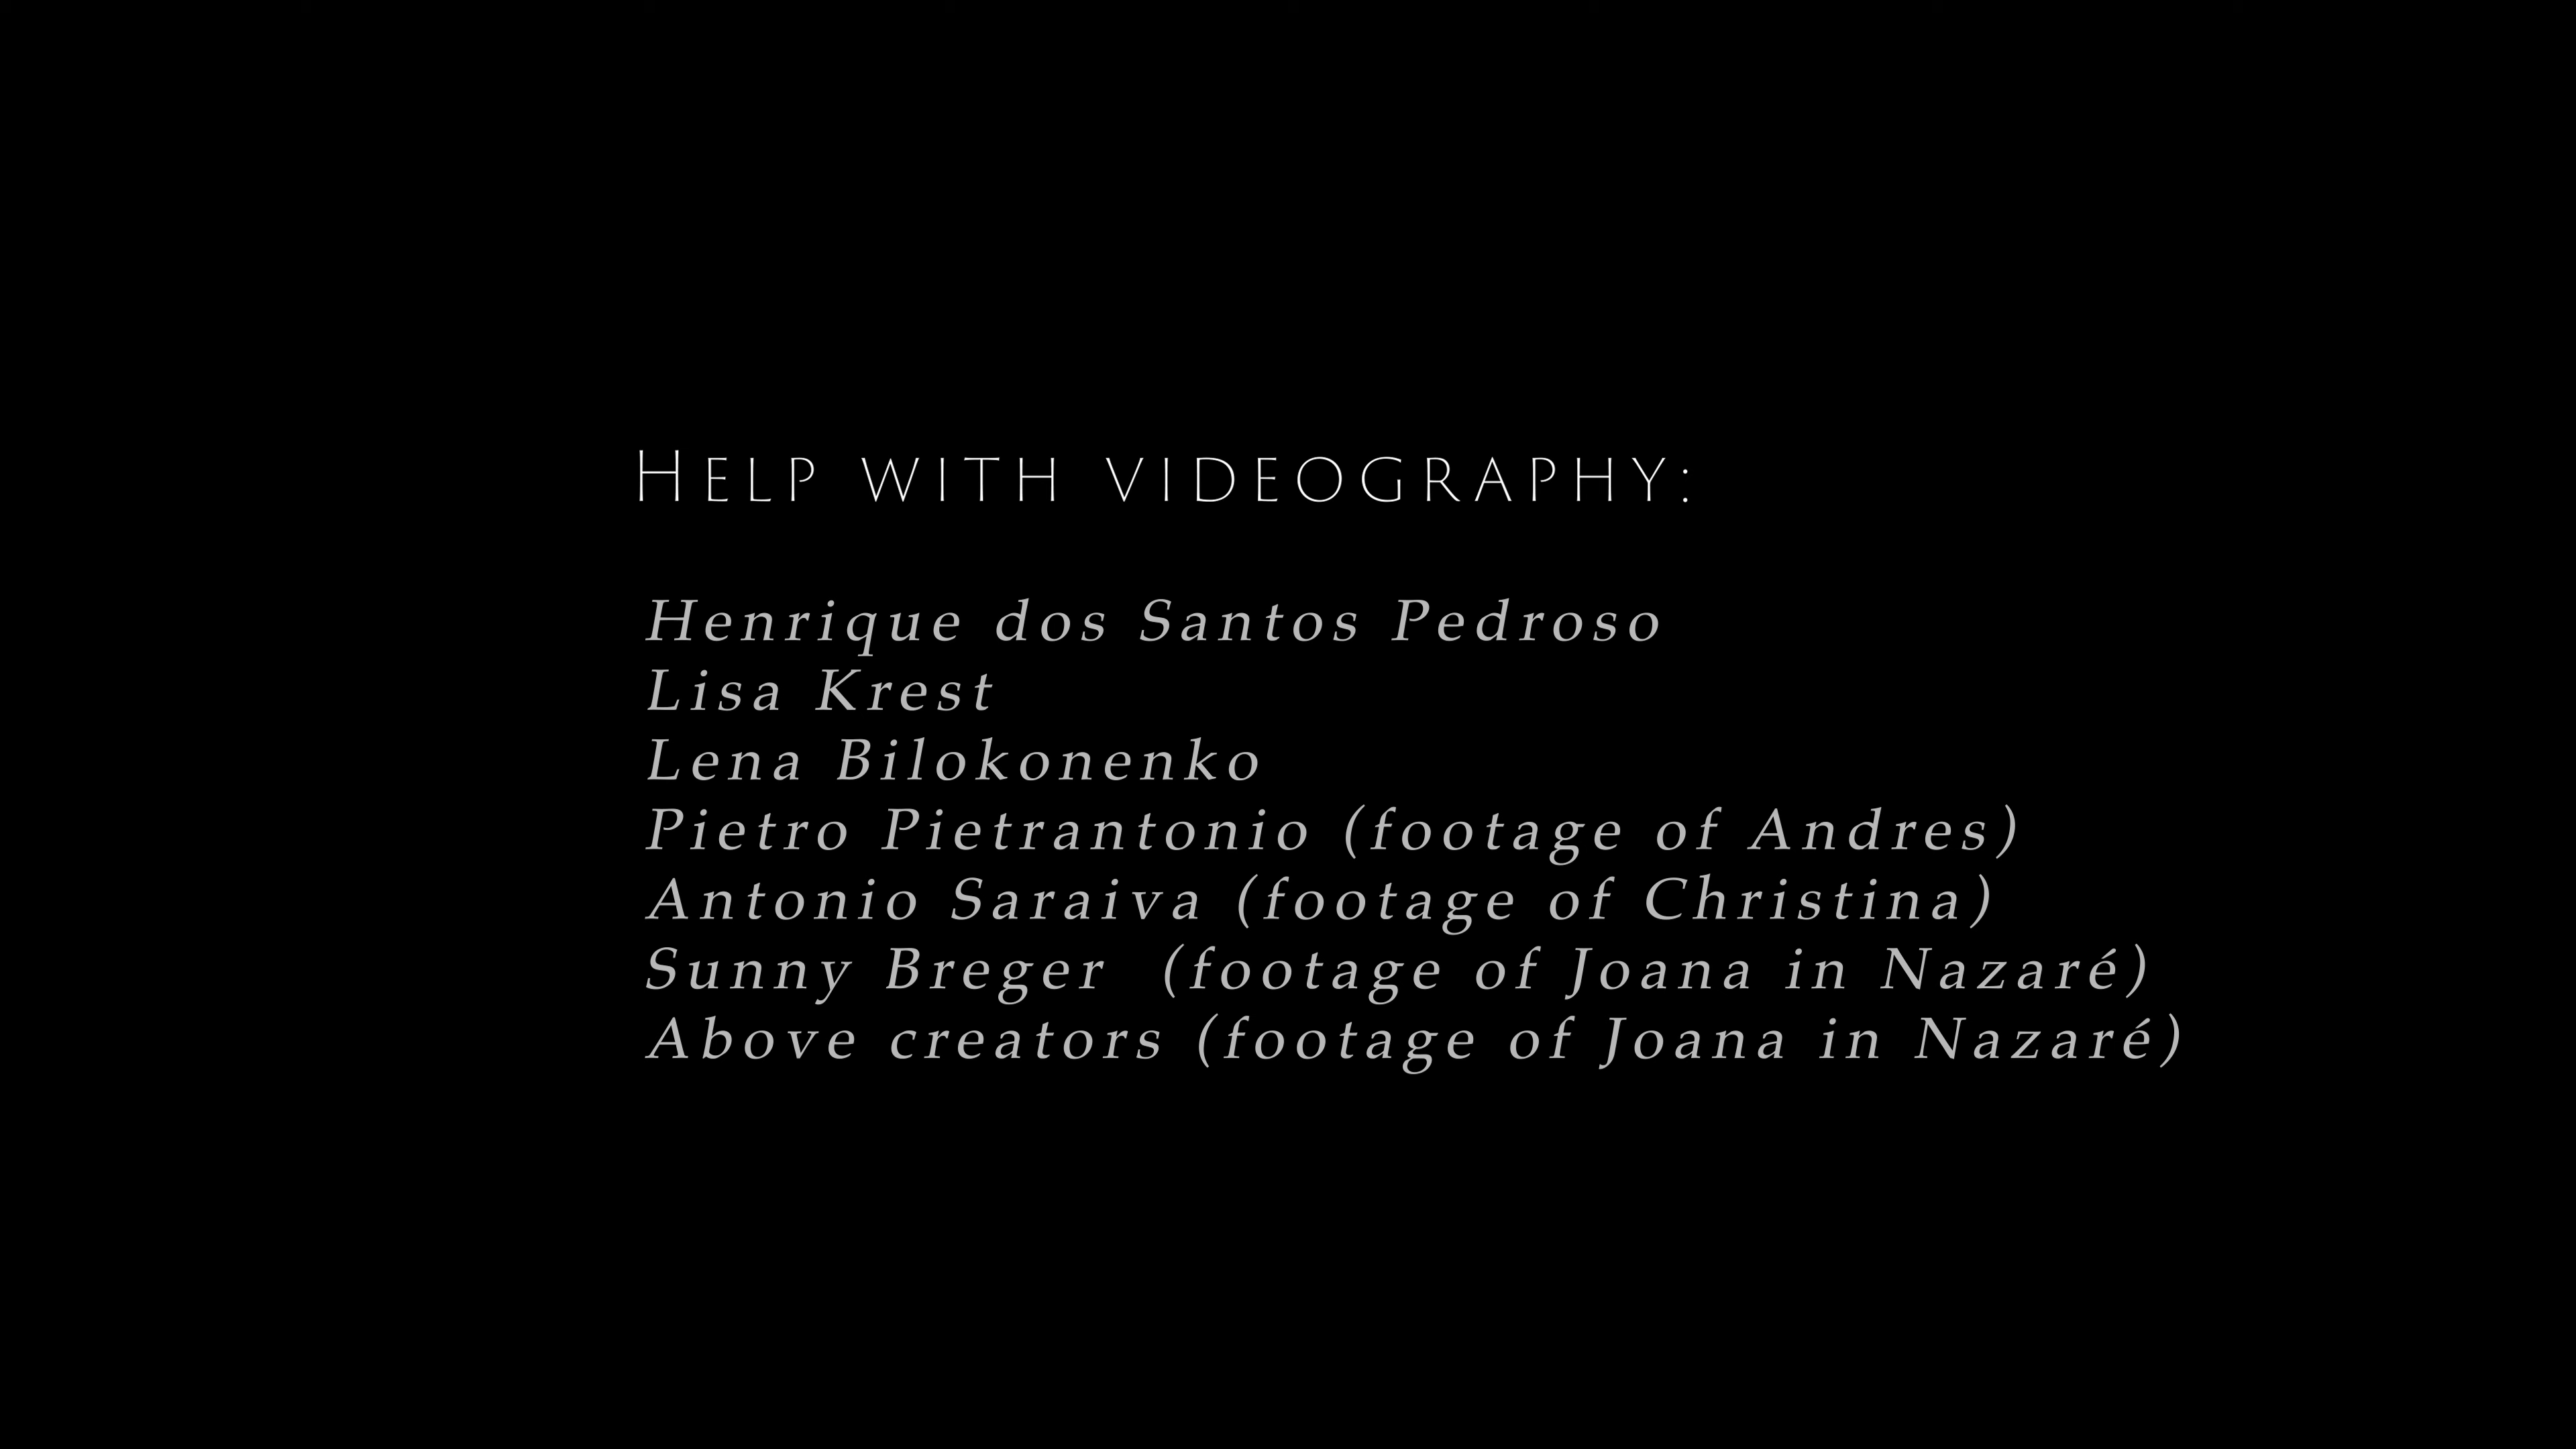 Help with videography:
Henrique dos Santos Pedroso
Lisa Krest
Lena Bilokonenko
Pietro Pietrantonio (footage of Andres)
Antonio Saraiva (footage of Christina)
Sunny Breger (footage of Joana in Nazaré)
Above creators (footage of Joana in Nazaré)